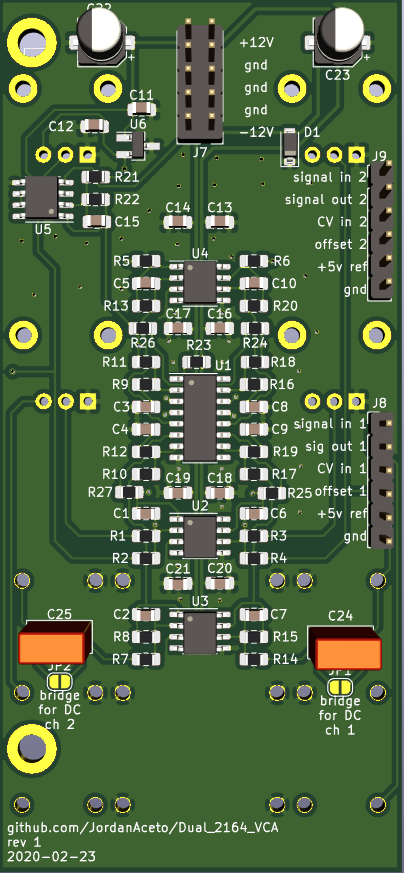 C22
+
+
C23
+12V
gnd
gnd
gnd
-12V
J7
C11
C12
U6
D1
J9
R21
R22
C15
U5
signal in 2
signal out 2
CV in 2
offset 2
+5v ref
gnd
C14
C13
U4
R5
R6
C5
C10
R13
R20
C17
C16
R26
R24
R23
R11
U1
R18
R9
R16
C3
C8
C4
C9
R12
R19
R10
R17
C19
C18
R27
R25
J8
signal in 1
sig out 1
CV in 1
offset 1
+5v ref
gnd
U2
C1
C6
R1
R3
R2
R4
C21
C20
U3
C2
C7
R8
R15
R7
R14
C25
C24
JP2
bridge
for DC
ch 2
JP1
bridge
for DC
ch 1
github.com/JordanAceto/Dual_2164_VCA
rev 1
2020-02-23